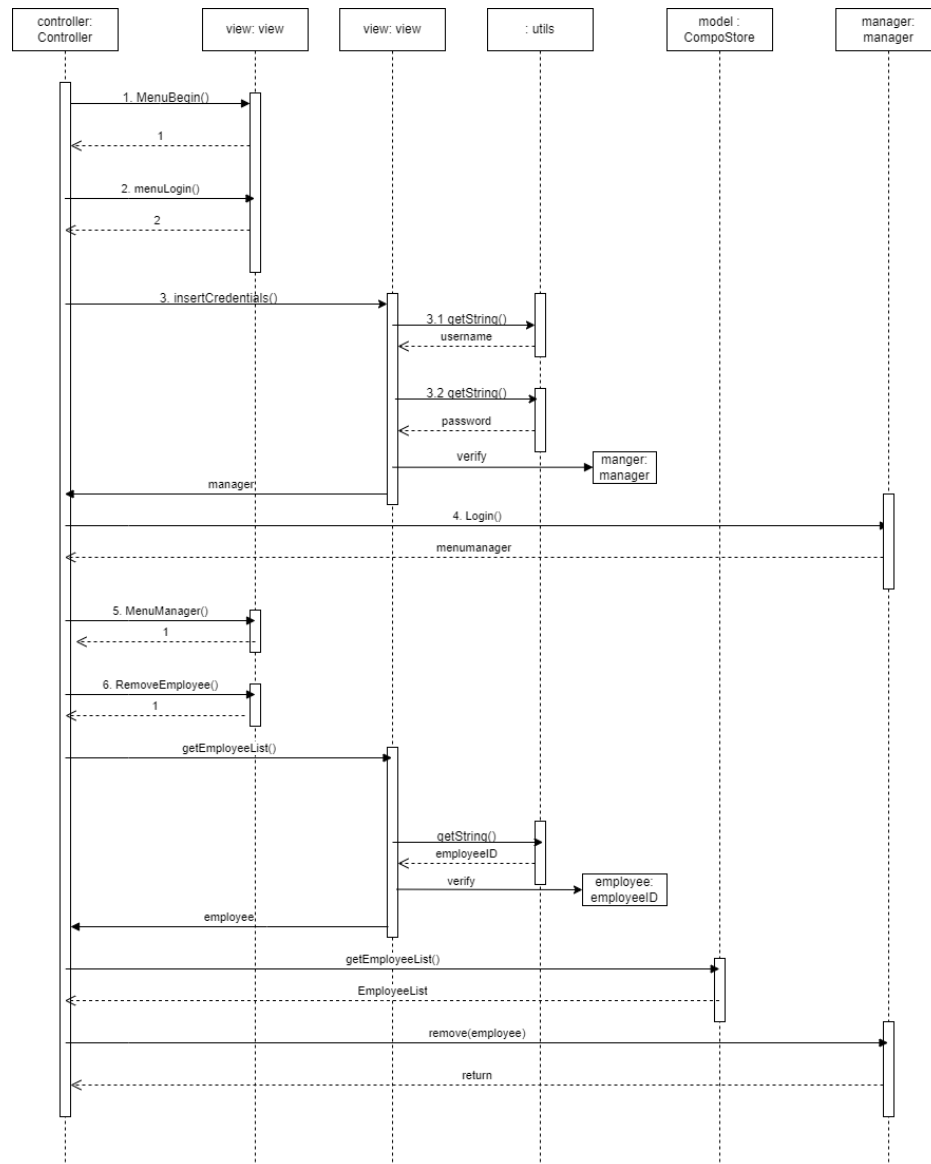 controller:
Controller
view: view
view: view
: utils
model :
CompoStore
manager:
manager
1. MenuBegin()
1
2. menuLogin()
2
3. insertCredentials()
3.1 getString()
username
3.2 getString()
password
verify
manger:
manager
manager
4. Login()
menumanager
5. MenuManager()
1
6. RemoveEmployee()
1
getEmployeeList()
getString()
employeeID
verify
employee:
employeeID
employee
getEmployeeList()
EmployeeList
remove(employee)
return